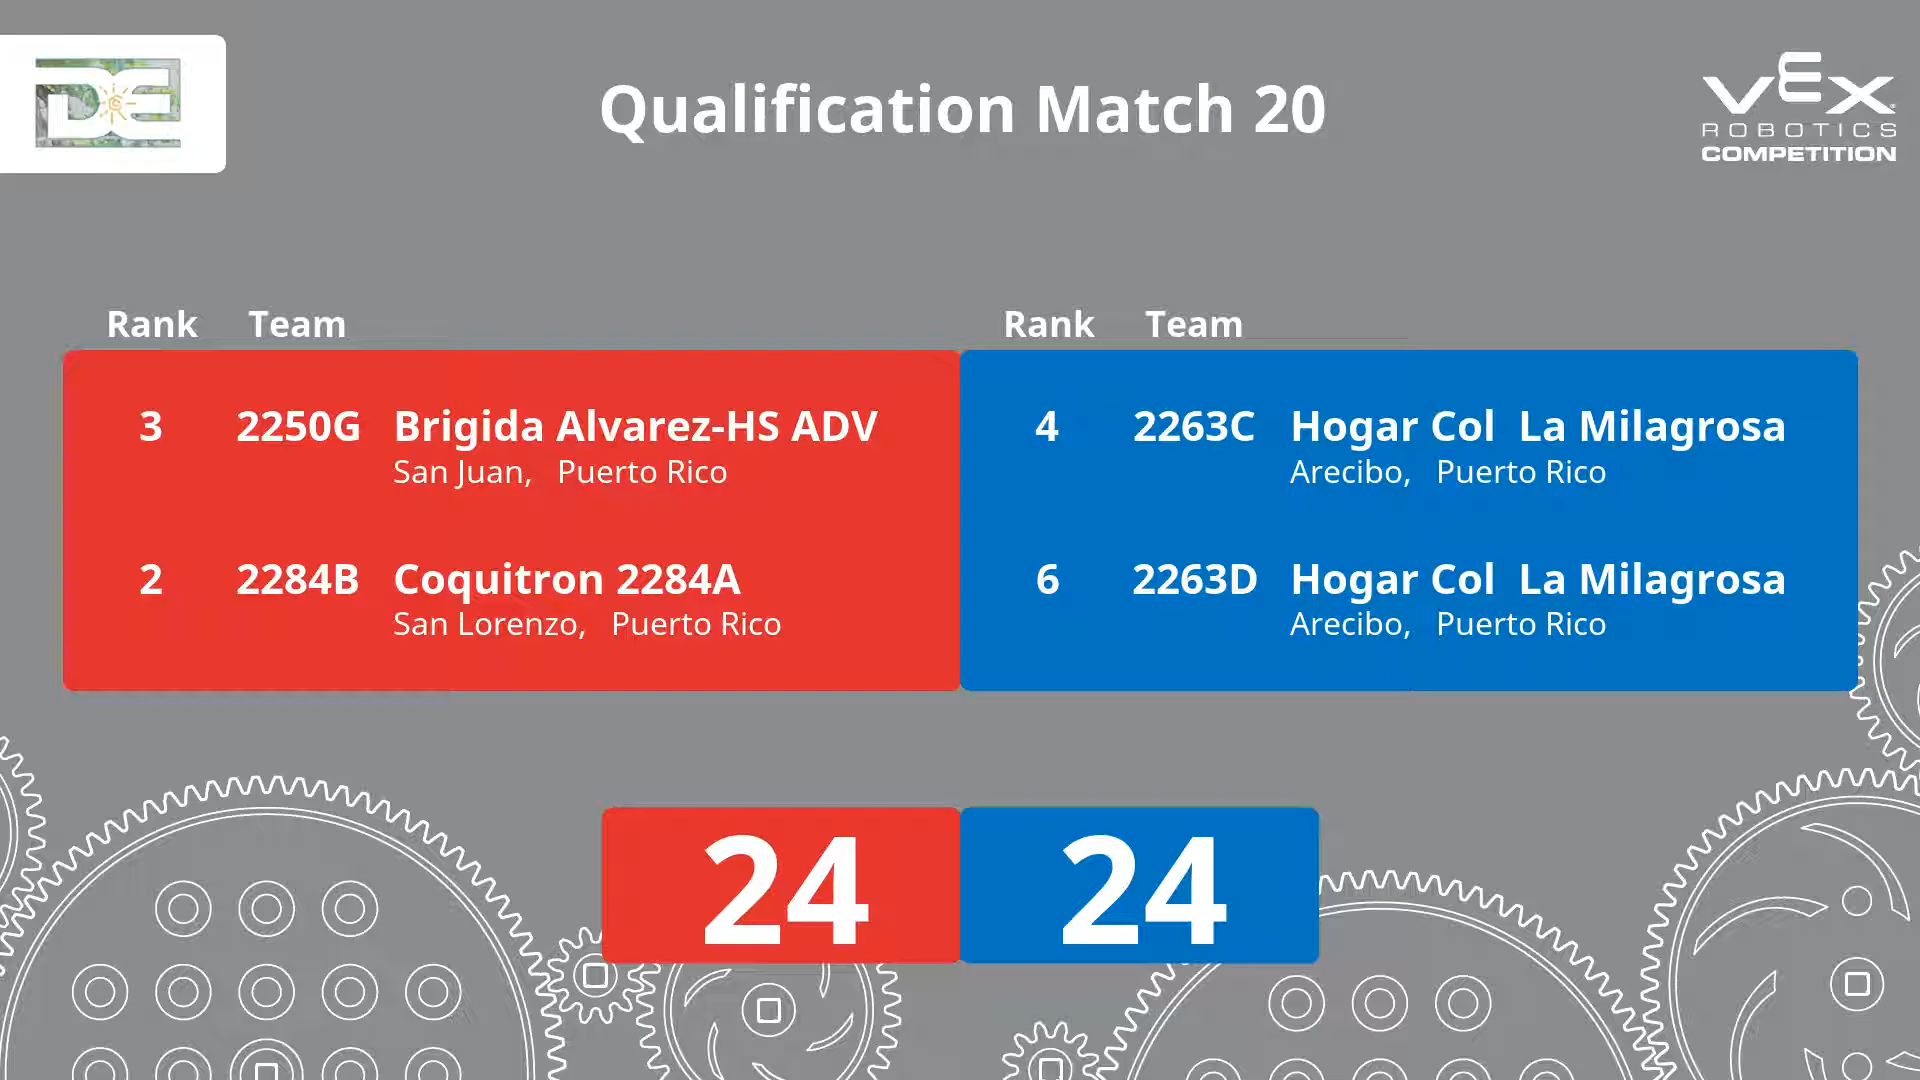 DE
Qualification Match 20
VEX
ROBOTICS
COMPETITION
Rank Team
3 2250G Brigida Alvarez-HS ADV
San Juan, Puerto Rico
2 2284B Coquitron 2284A
San Lorenzo, Puerto Rico
Rank Team
4 2263C Hogar Col La Milagrosa
Arecibo, Puerto Rico
6 2263D Hogar Col La Milagrosa
Arecibo, Puerto Rico
24 24